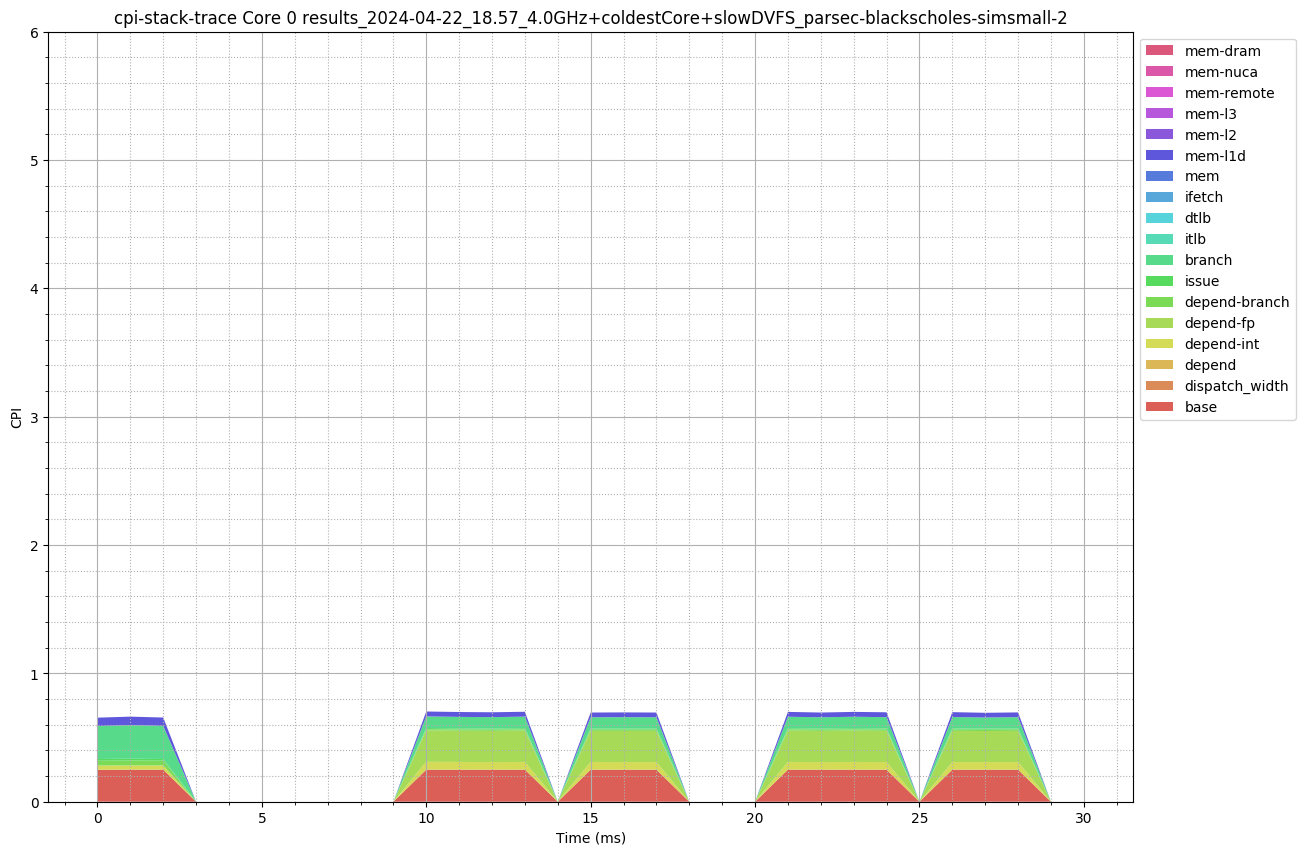 cpi-stack-trace Core 0 results_2024-04-22_18.57_4.0GHz+coldestCore+slowDVFS_parsec-blackscholes-simsmall-2
6
5
4
3
2
1
0
CPI
0
5
10
15
20
25
30
Time (ms)
mem-dram
mem-nuca
mem-remote
mem-l3
mem-l2
mem-l1d
mem
ifetch
dtlb
itlb
branch
issue
depend-branch
depend-fp
depend-int
depend
dispatch_width
base